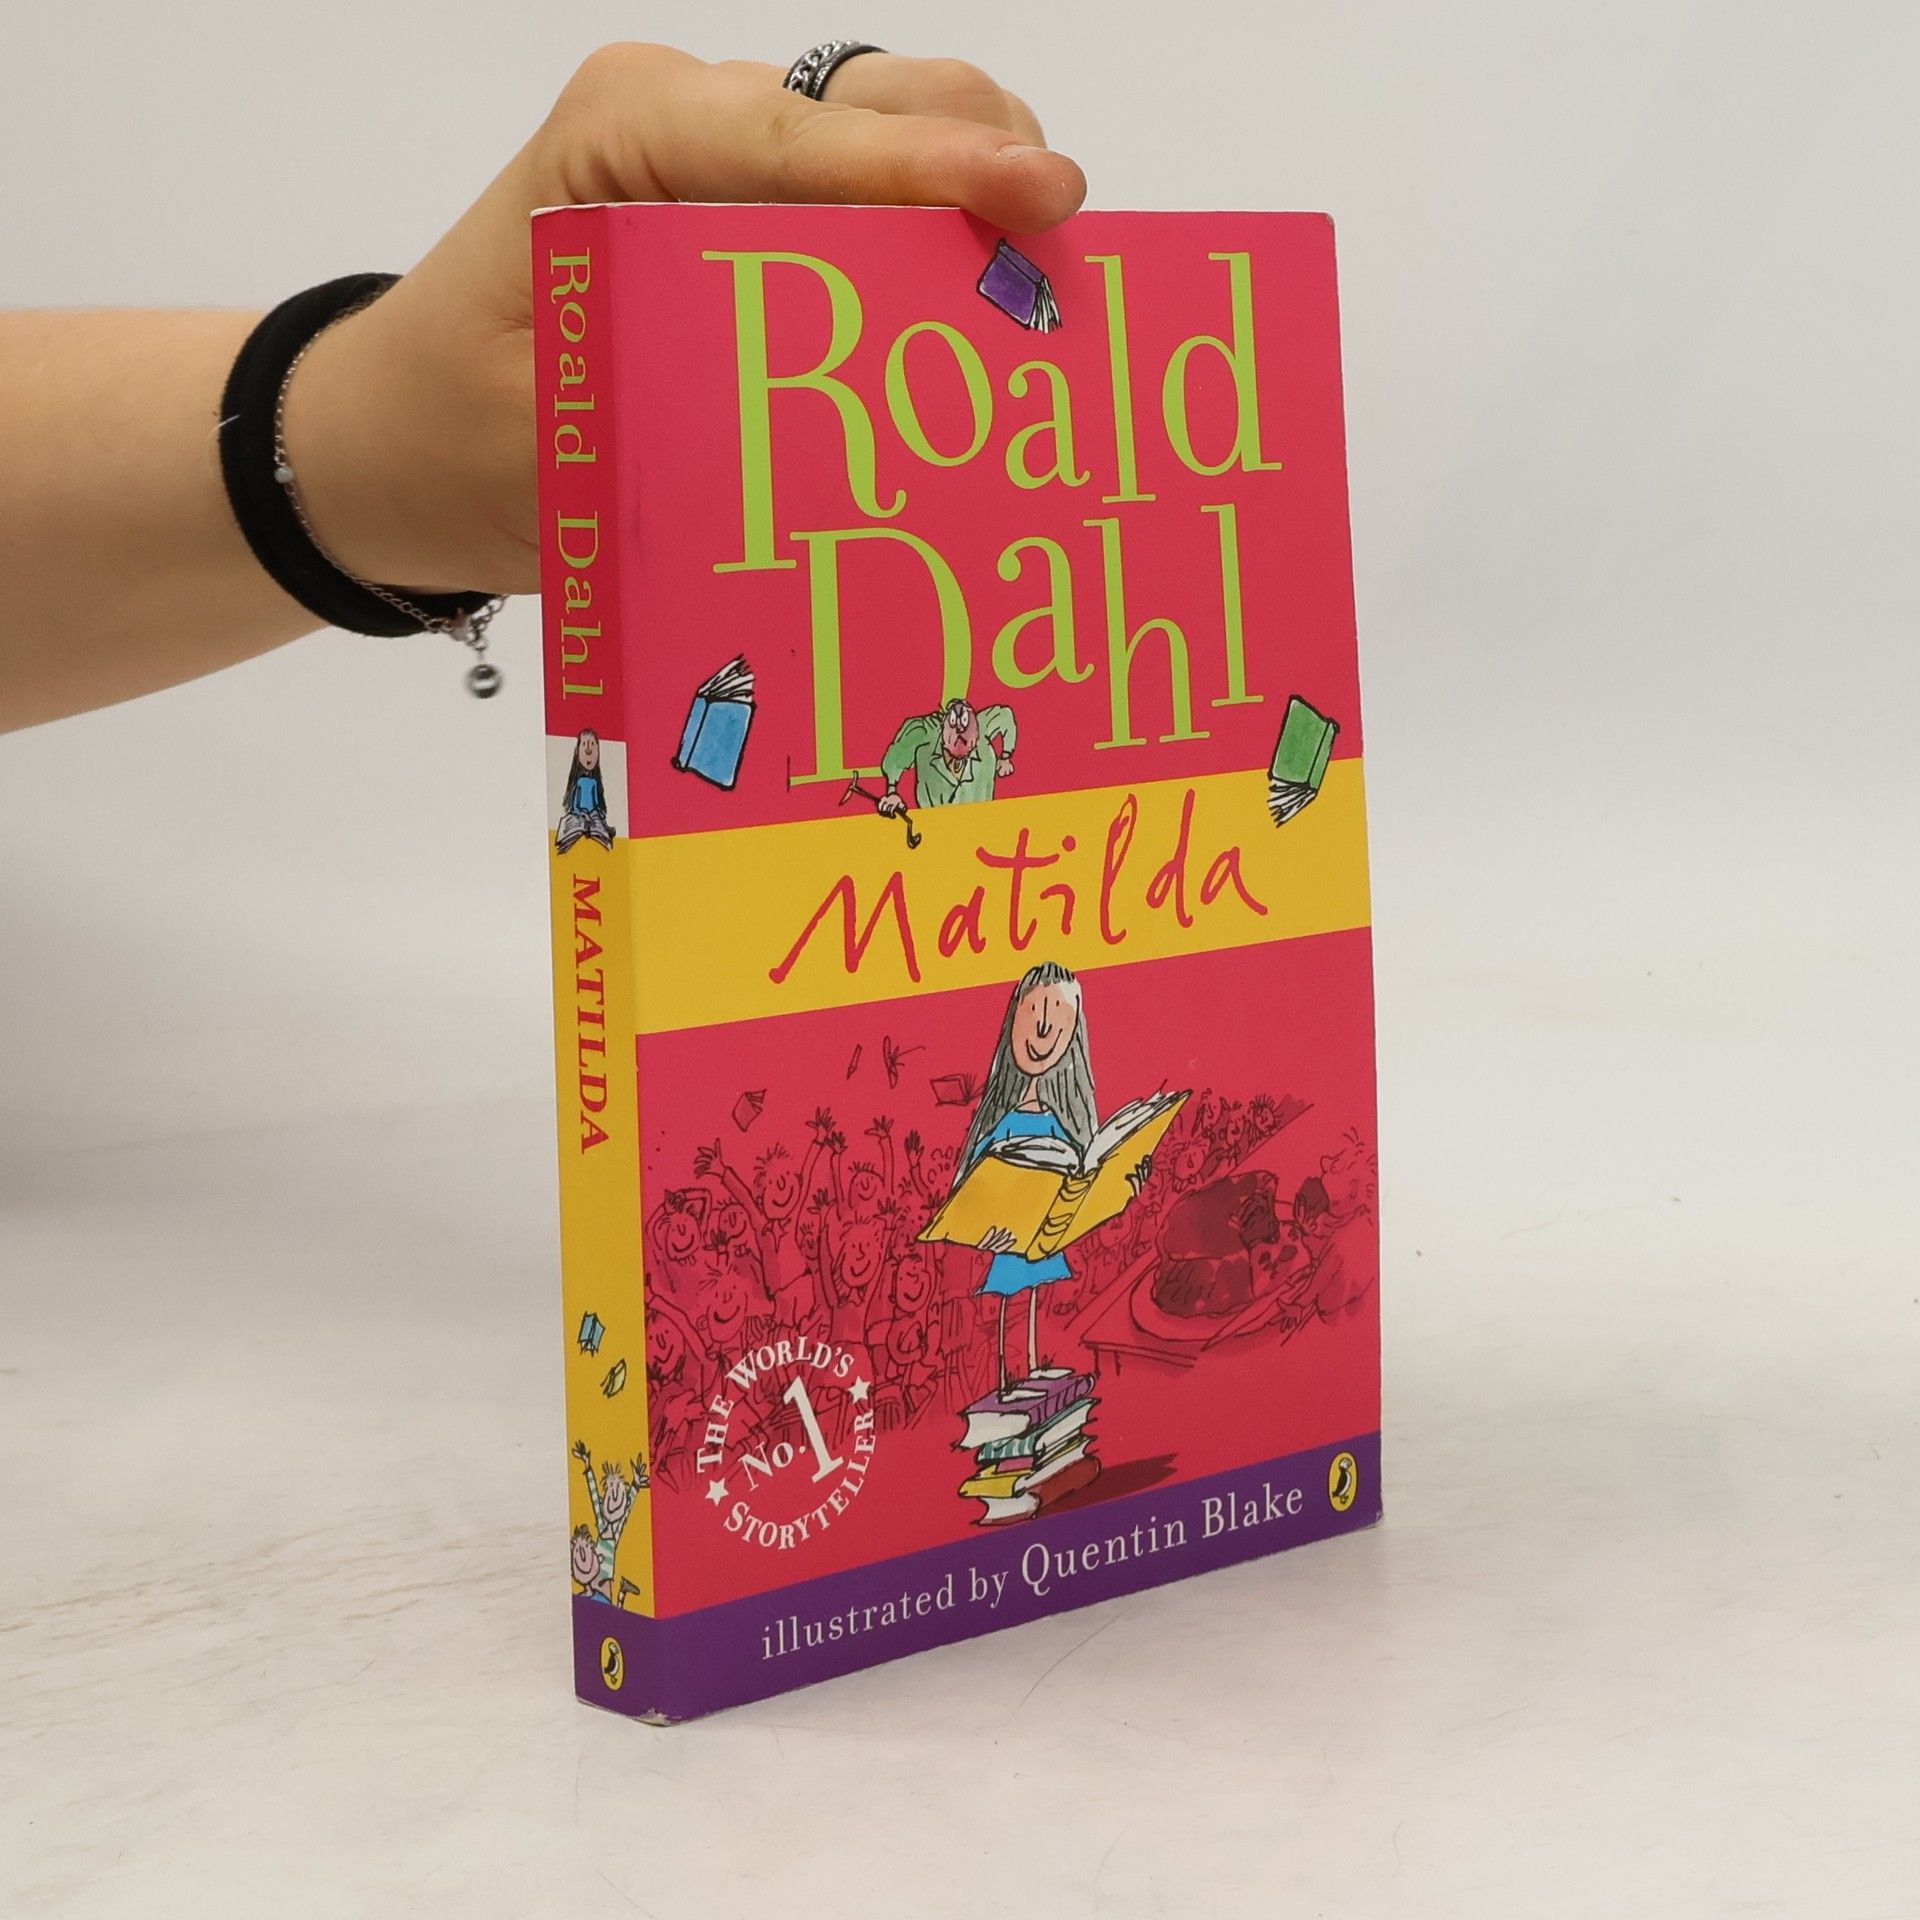 Roald Dahl
MATILDA
Roald
Dahl
Matilda
THE WORLD'S
No. 1
STORYTELLER
illustrated by Quentin Blake